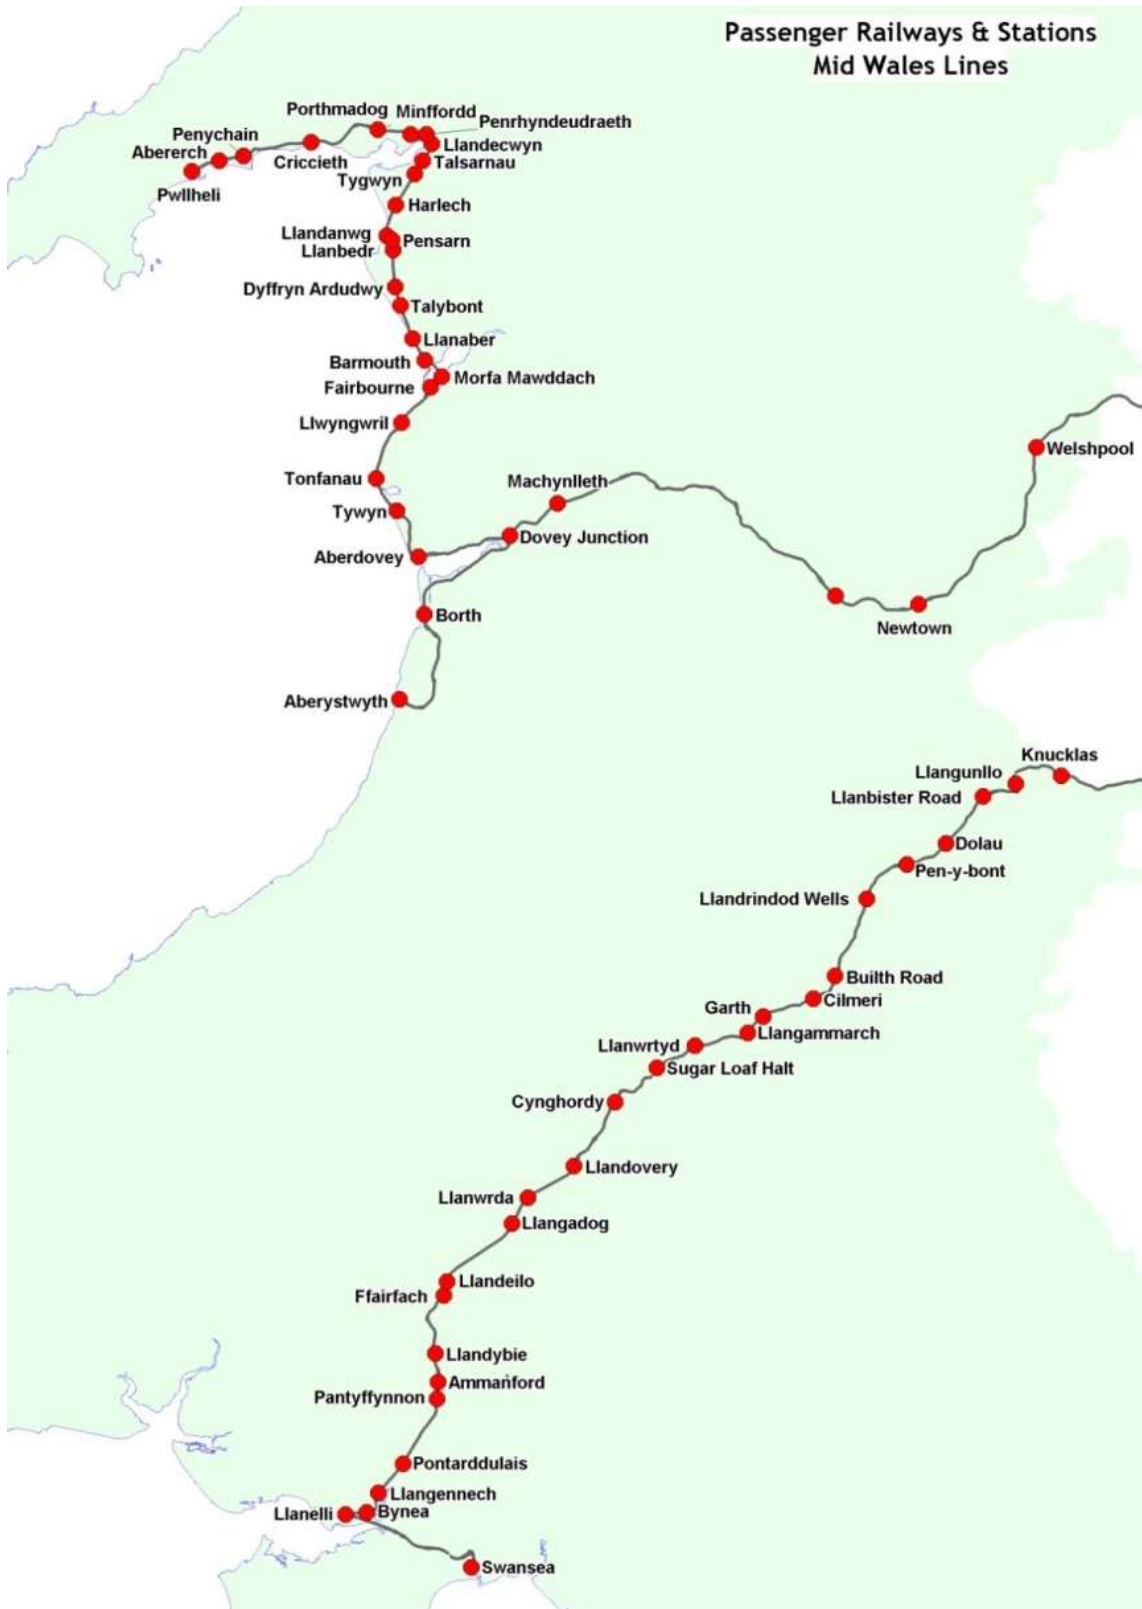 Passenger Railways & Stations
Mid Wales Lines
Porthmadog
Minffordd
Penrhyndeudraeth
Penychain
Llandecwyn
Abererch
Criccieth
Talsarnau
Tygwyn
Pwllheli
Harlech
Llandanwg
Pensarn
Llanbedr
Dyffryn Ardudwy
Talybont
Llanaber
Barmouth
Morfa Mawddach
Fairbourne
Llwyngwril
Welshpool
Tonfanau
Machynlleth
Tywyn
Dovey Junction
Aberdovey
Borth
Newtown
Aberystwyth
Knucklas
Llangunllo
Llanbister Road
Dolau
Pen-y-bont
Llandrindod Wells
Builth Road
Cilmeri
Garth
Llangammarch
Llanwrtyd
Sugar Loaf Halt
Cynghordy
Llandovery
Llanwrda
Llangadog
Llandeilo
Ffairfach
Llandybie
Ammanford
Pantyffynnon
Pontarddulais
Llangennech
Bynea
Llanelli
Swansea